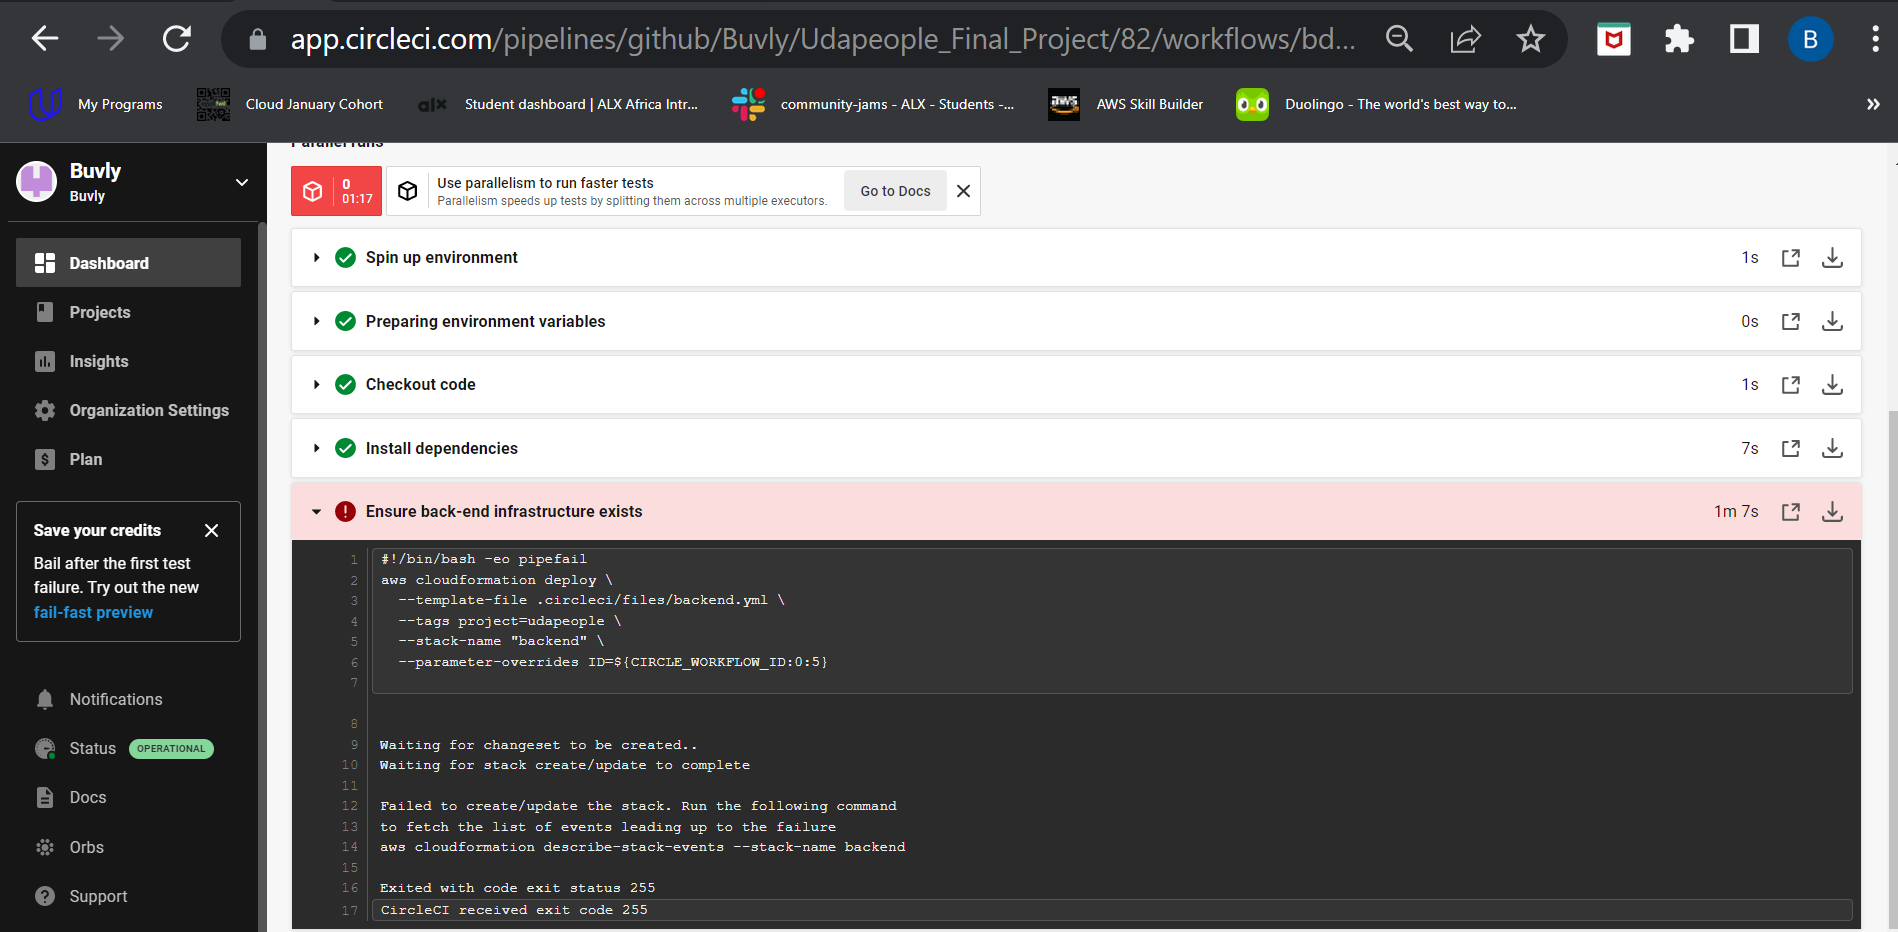 app.circleci.com/pipelines/github/Buvly/Udapeople_Final_Project/82/workflows/bd...
B
My Programs
Cloud January Cohort
alx
Student dashboard | ALX Africa Intr...
community-jams - ALX - Students -...
AWS Skill Builder
Duolingo - The world's best way to...
»
Buvly
Buvly
Dashboard
Projects
Insights
Organization Settings
Plan
Save your credits
Bail after the first test
failure. Try out the new
fail-fast preview
Notifications
Status OPERATIONAL
Docs
Orbs
Support
Parallel runs
0
01:17
Use parallelism to run faster tests
Parallelism speeds up tests by splitting them across multiple executors.
Go to Docs
Spin up environment 1s
Preparing environment variables 0s
Checkout code 1s
Install dependencies 7s
Ensure back-end infrastructure exists 1m 7s
1 #!/bin/bash -eo pipefail
2 aws cloudformation deploy \
3 --template-file .circleci/files/backend.yml \
4 --tags project=udapeople \
5 --stack-name "backend" \
6 --parameter-overrides ID=${CIRCLE_WORKFLOW_ID:0:5}
7
8
9 Waiting for changeset to be created..
10 Waiting for stack create/update to complete
11
12 Failed to create/update the stack. Run the following command
13 to fetch the list of events leading up to the failure
14 aws cloudformation describe-stack-events --stack-name backend
15
16 Exited with code exit status 255
17 CircleCI received exit code 255